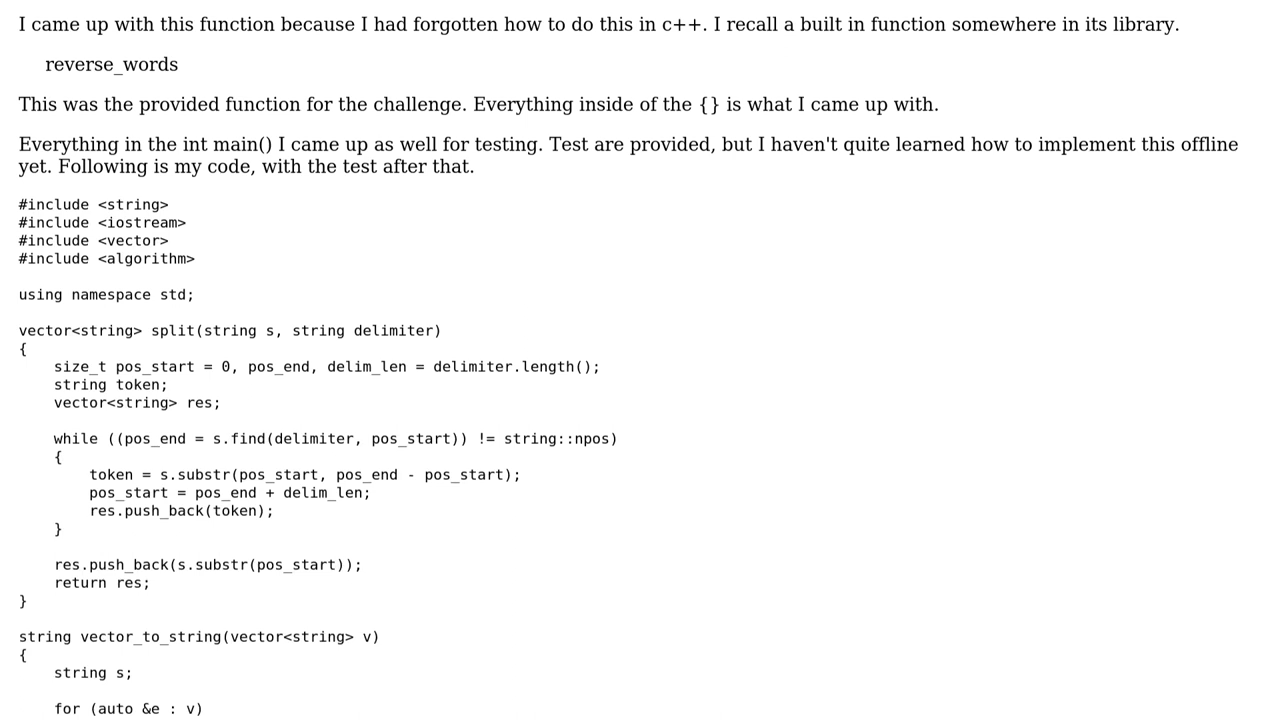 I came up with this function because I had forgotten how to do this in c++. I recall a built in function somewhere in its library.
reverse_words
This was the provided function for the challenge. Everything inside of the {} is what I came up with.
Everything in the int main() I came up as well for testing. Test are provided, but I haven't quite learned how to implement this offline
yet. Following is my code, with the test after that.
#include <string>
#include <iostream>
#include <vector>
#include <algorithm>
using namespace std;
vector<string> split(string s, string delimiter)
{
    size_t pos_start = 0, pos_end, delim_len = delimiter.length();
    string token;
    vector<string> res;
    while ((pos_end = s.find(delimiter, pos_start)) != string::npos)
    {
        token = s.substr(pos_start, pos_end - pos_start);
        pos_start = pos_end + delim_len;
        res.push_back(token);
    }
    res.push_back(s.substr(pos_start));
    return res;
}
string vector_to_string(vector<string> v)
{
    string s;
    for (auto &e : v)